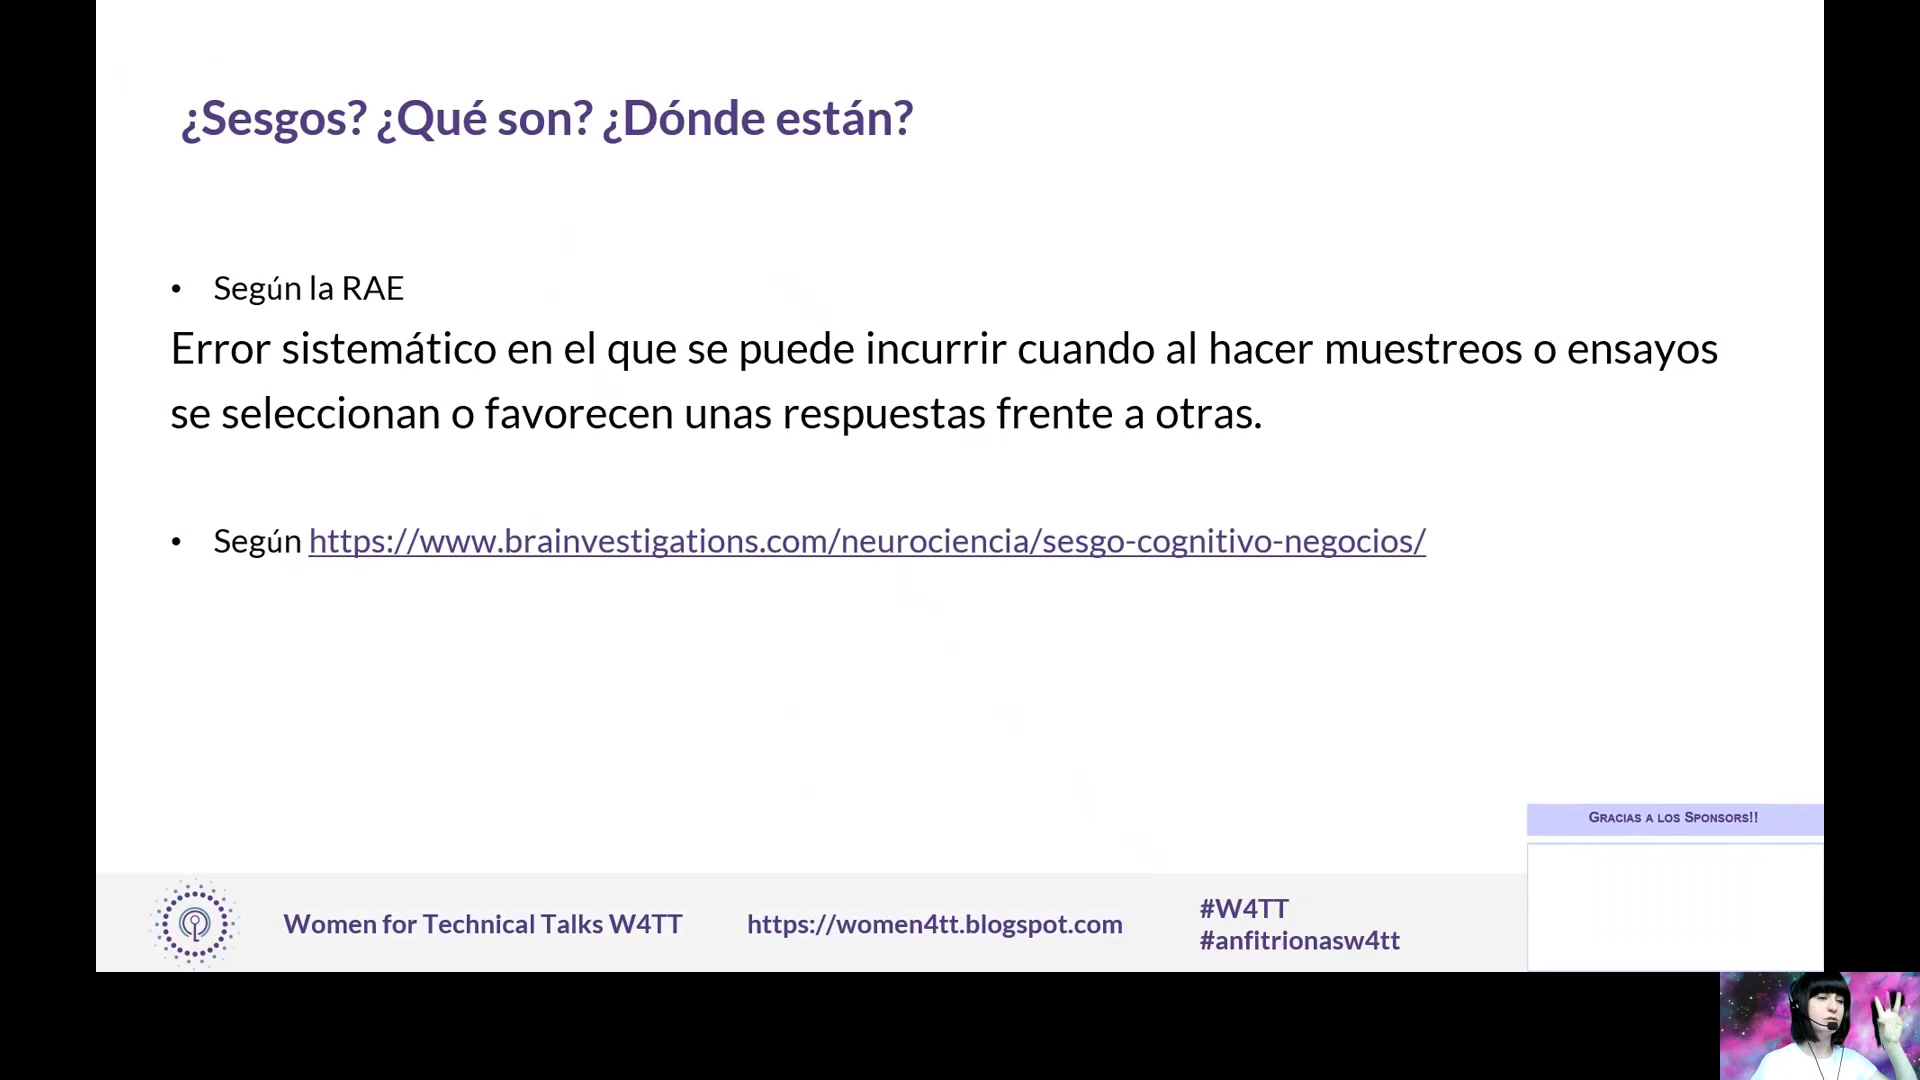 ¿Sesgos? ¿Qué son? ¿Dónde están?
• Según la RAE
Error sistemático en el que se puede incurrir cuando al hacer muestreos o ensayos
se seleccionan o favorecen unas respuestas frente a otras.
• Según https://www.brainvestigations.com/neurociencia/sesgo-cognitivo-negocios/
Gracias a los Sponsors!!
Women for Technical Talks W4TT
https://women4tt.blogspot.com
#W4TT
#anfitrionasw4tt